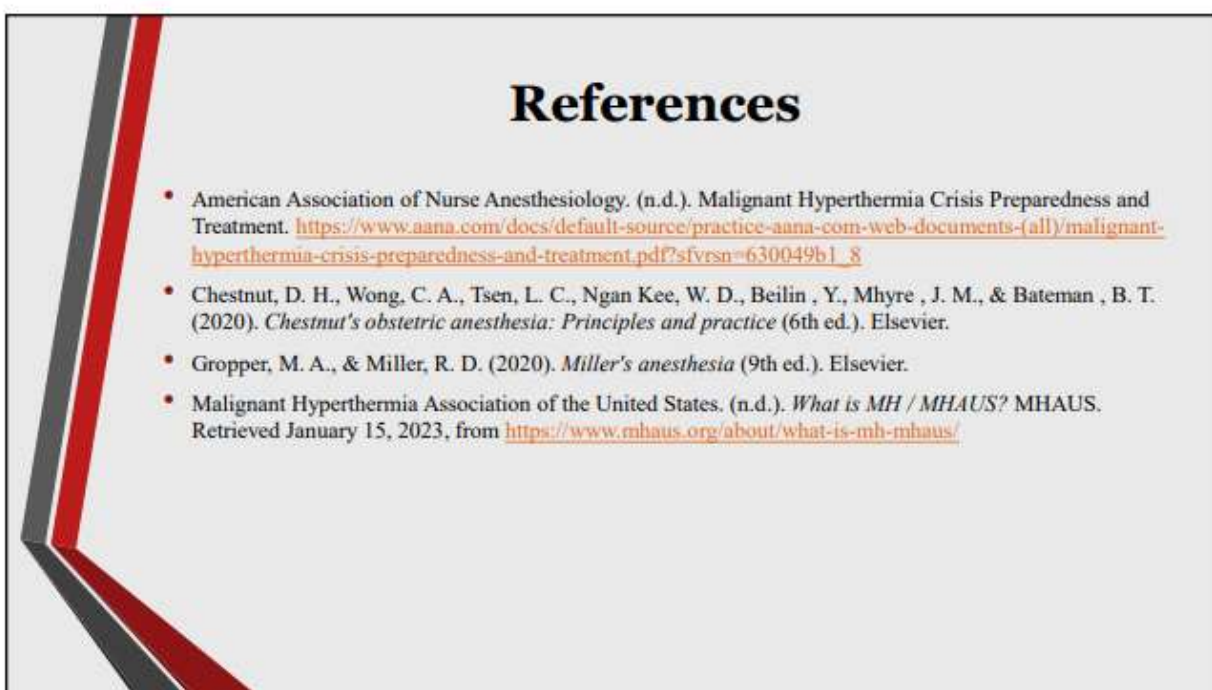 References
• American Association of Nurse Anesthesiology. (n.d.). Malignant Hyperthermia Crisis Preparedness and
Treatment. https://www.aana.com/docs/default-source/practice-aana-com-web-documents-(all)/malignant-
hyperthermia-crisis-preparedness-and-treatment.pdf?sfvrsn=630049b1_8
• Chestnut, D. H., Wong, C. A., Tsen, L. C., Ngan Kee, W. D., Beilin , Y., Mhyre , J. M., & Bateman , B. T.
(2020). Chestnut's obstetric anesthesia: Principles and practice (6th ed.). Elsevier.
• Gropper, M. A., & Miller, R. D. (2020). Miller's anesthesia (9th ed.). Elsevier.
• Malignant Hyperthermia Association of the United States. (n.d.). What is MH / MHAUS? MHAUS.
Retrieved January 15, 2023, from https://www.mhaus.org/about/what-is-mh-mhaus/